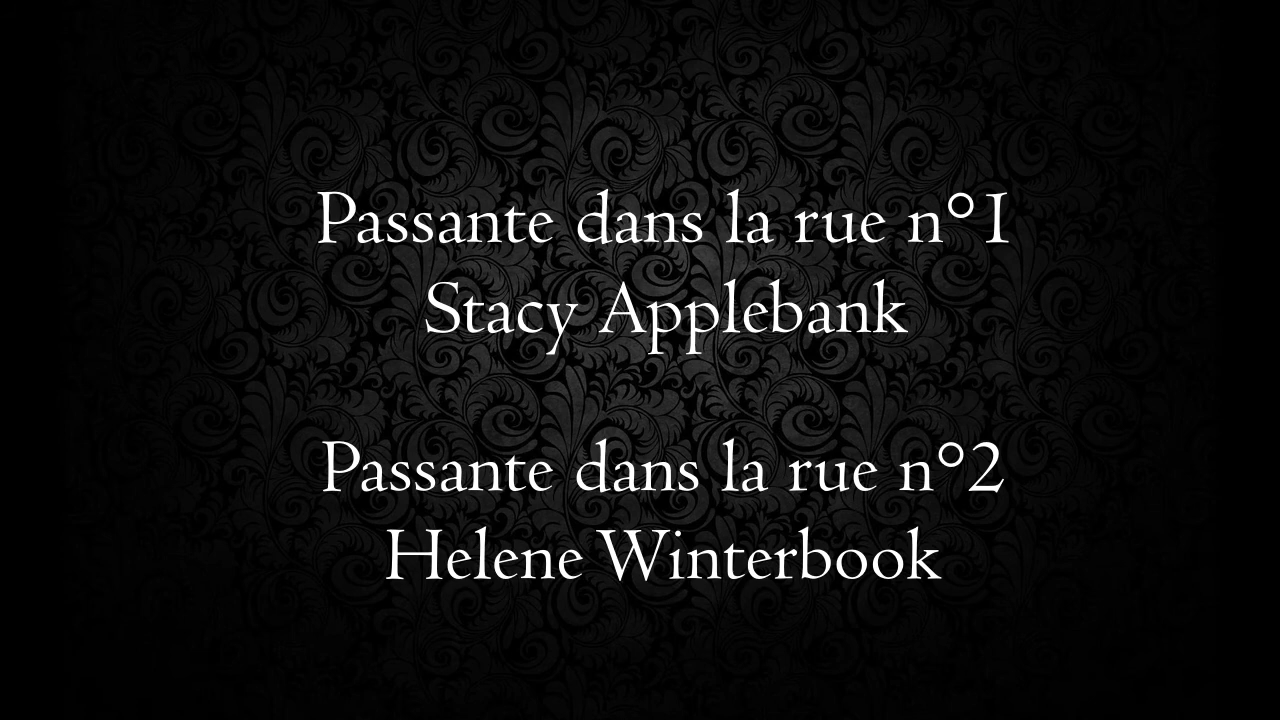 Passante dans la rue n°1
Stacy Applebank
Passante dans la rue n°2
Helene Winterbook